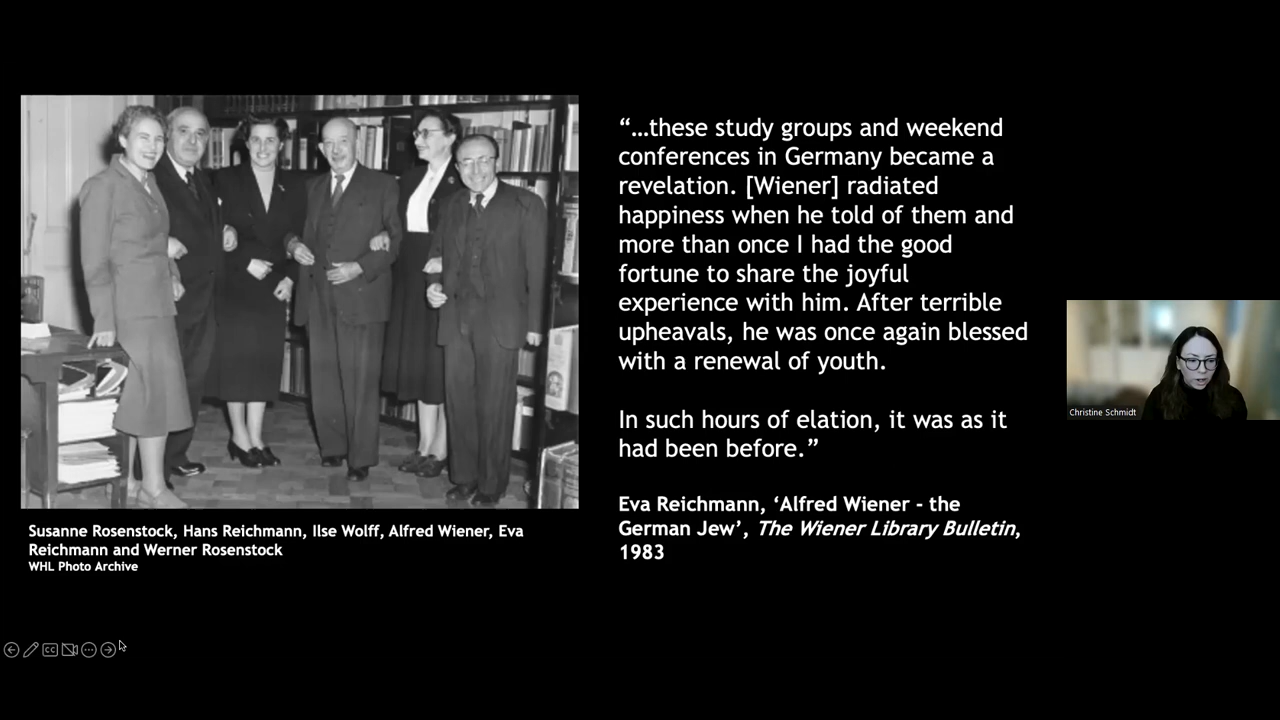 “...these study groups and weekend
conferences in Germany became a
revelation. [Wiener] radiated
happiness when he told of them and
more than once I had the good
fortune to share the joyful
experience with him. After terrible
upheavals, he was once again blessed
with a renewal of youth.
In such hours of elation, it was as it
had been before.”
Eva Reichmann, ‘Alfred Wiener - the
German Jew’, The Wiener Library Bulletin,
1983
Susanne Rosenstock, Hans Reichmann, Ilse Wolff, Alfred Wiener, Eva
Reichmann and Werner Rosenstock
WHL Photo Archive
Christine Schmidt
CC